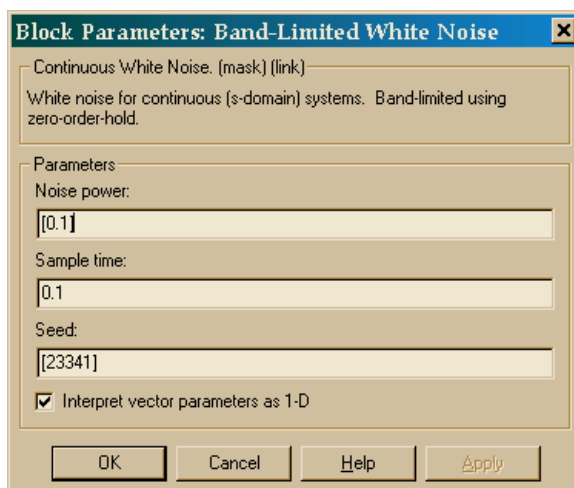 Block Parameters: Band-Limited White Noise
Continuous White Noise. (mask) (link)
White noise for continuous (s-domain) systems.  Band-limited using
zero-order-hold.
Parameters
Noise power:
[0.1]
Sample time:
0.1
Seed:
[23341]
Interpret vector parameters as 1-D
OK
Cancel
Help
Apply